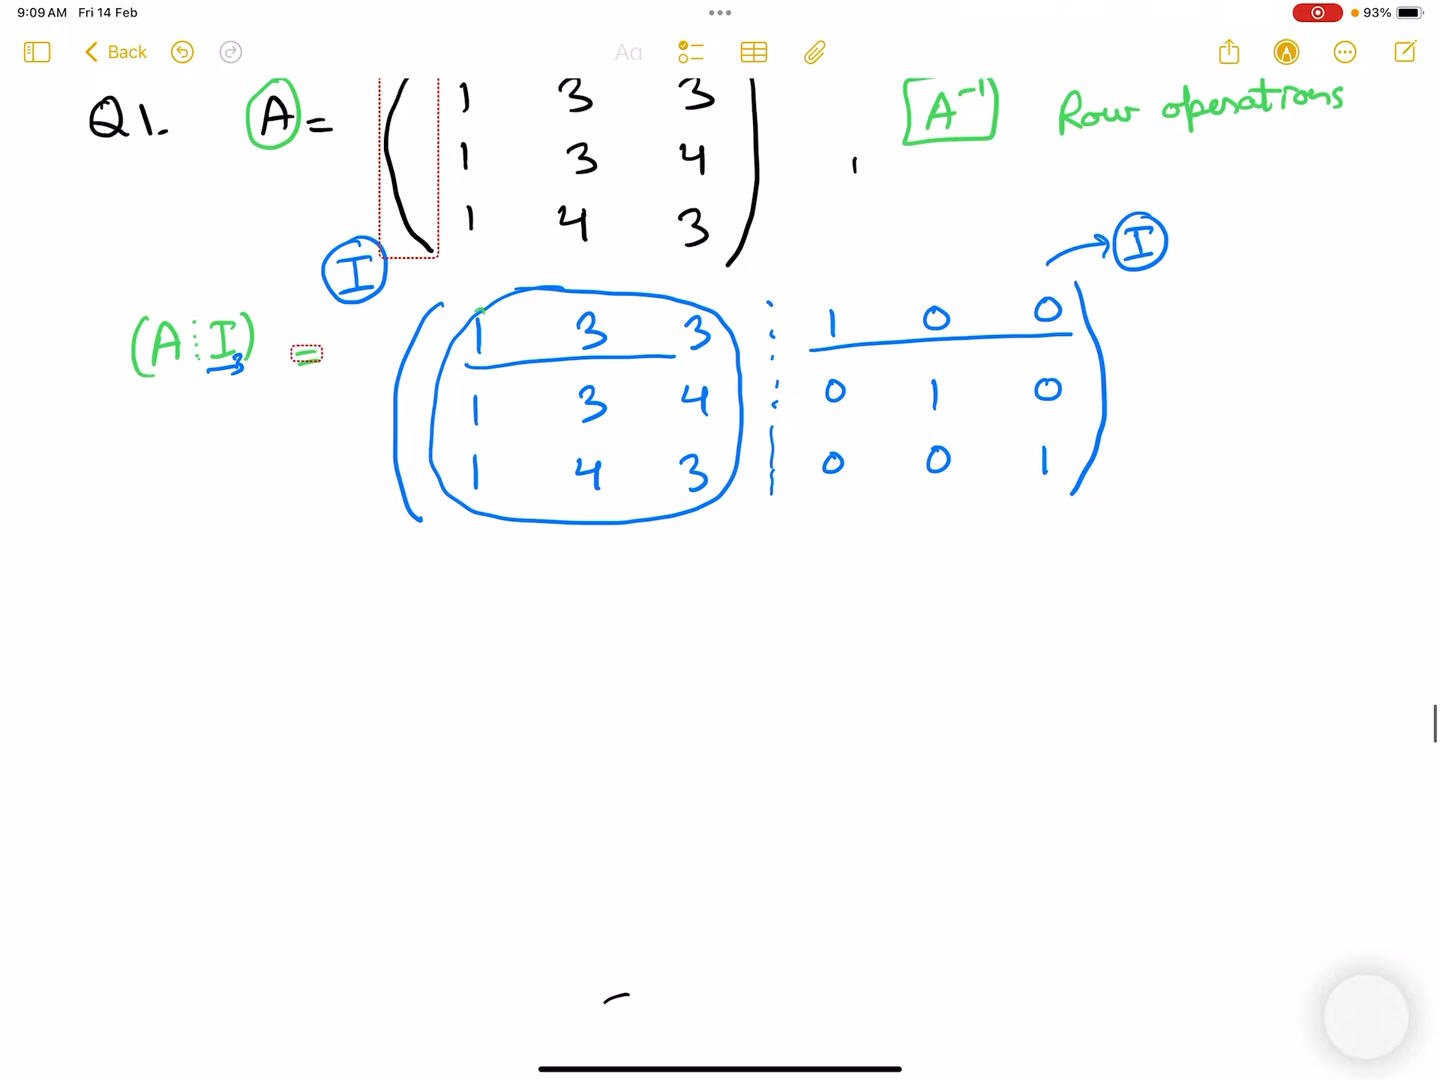 9:09 AM Fri 14 Feb 93%
Back Aa
Q1. A = ( 1 3 3 ) , A⁻¹ Row operations
1 3 4
1 4 3
I I
(A ⋮ I₃) = ( 1 3 3 ⋮ 1 0 0 )
1 3 4 ⋮ 0 1 0
1 4 3 ⋮ 0 0 1